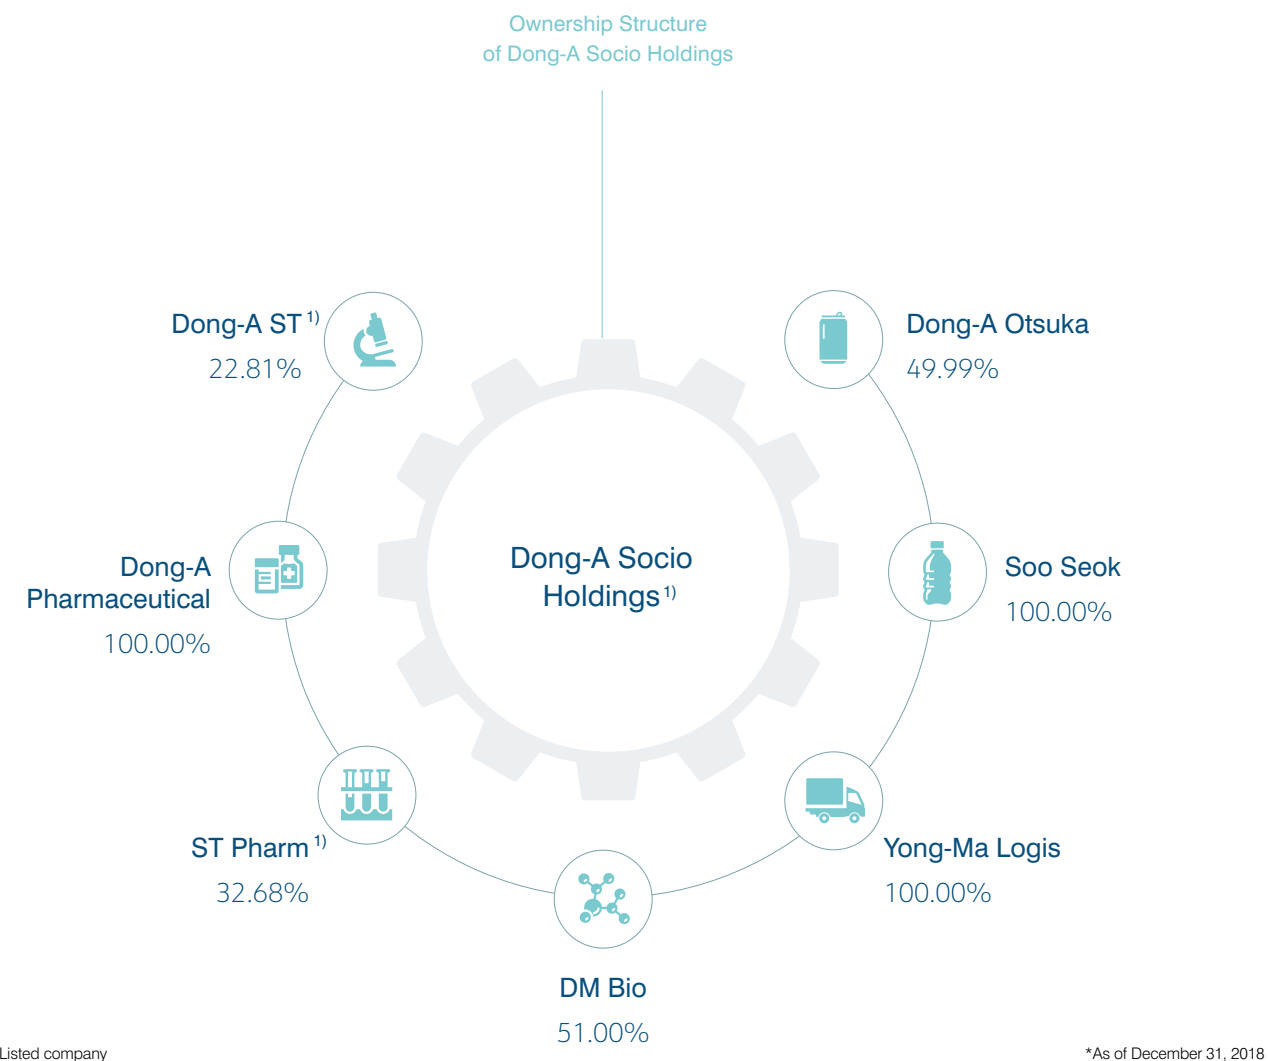 Ownership Structure
of Dong-A Socio Holdings
Dong-A ST 1)
22.81%
Dong-A Otsuka
49.99%
Dong-A
Pharmaceutical
100.00%
Dong-A Socio
Holdings 1)
Soo Seok
100.00%
ST Pharm 1)
32.68%
Yong-Ma Logis
100.00%
DM Bio
51.00%
Listed company
*As of December 31, 2018